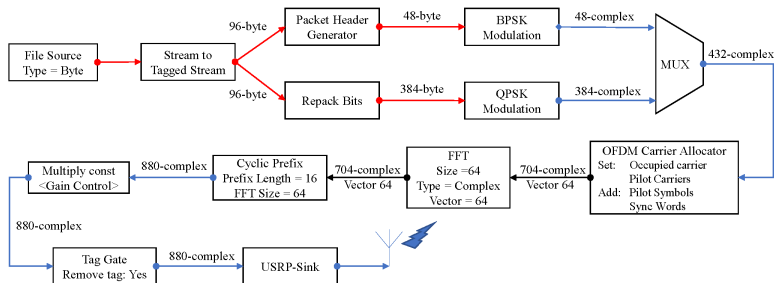 96-byte
Packet Header
Generator
48-byte
BPSK
Modulation
48-complex
File Source
Type = Byte
Stream to
Tagged Stream
MUX
432-complex
96-byte
Repack Bits
384-byte
QPSK
Modulation
384-complex
Multiply const
<Gain Control>
880-complex
Cyclic Prefix
Prefix Length = 16
FFT Size = 64
704-complex
Vector 64
FFT
Size =64
Type = Complex
Vector = 64
704-complex
Vector 64
OFDM Carrier Allocator
Set: Occupied carrier
Pilot Carriers
Add: Pilot Symbols
Sync Words
880-complex
Tag Gate
Remove tag: Yes
880-complex
USRP-Sink